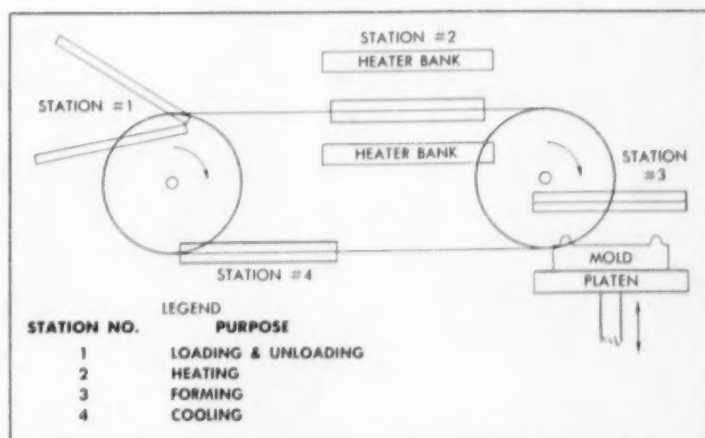 STATION #2
HEATER BANK
STATION #1
HEATER BANK
STATION
#3
MOLD
PLATEN
STATION #4
LEGEND
STATION NO. PURPOSE
1 LOADING & UNLOADING
2 HEATING
3 FORMING
4 COOLING